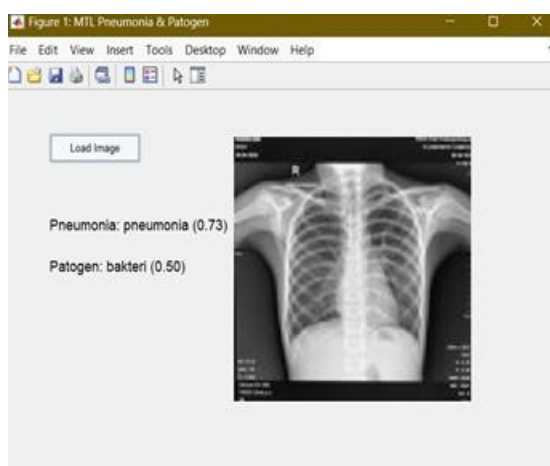 Figure 1: MTL Pneumonia & Patogen
File Edit View Insert Tools Desktop Window Help
Load Image
R
Pneumonia: pneumonia (0.73)
Patogen: bakteri (0.50)